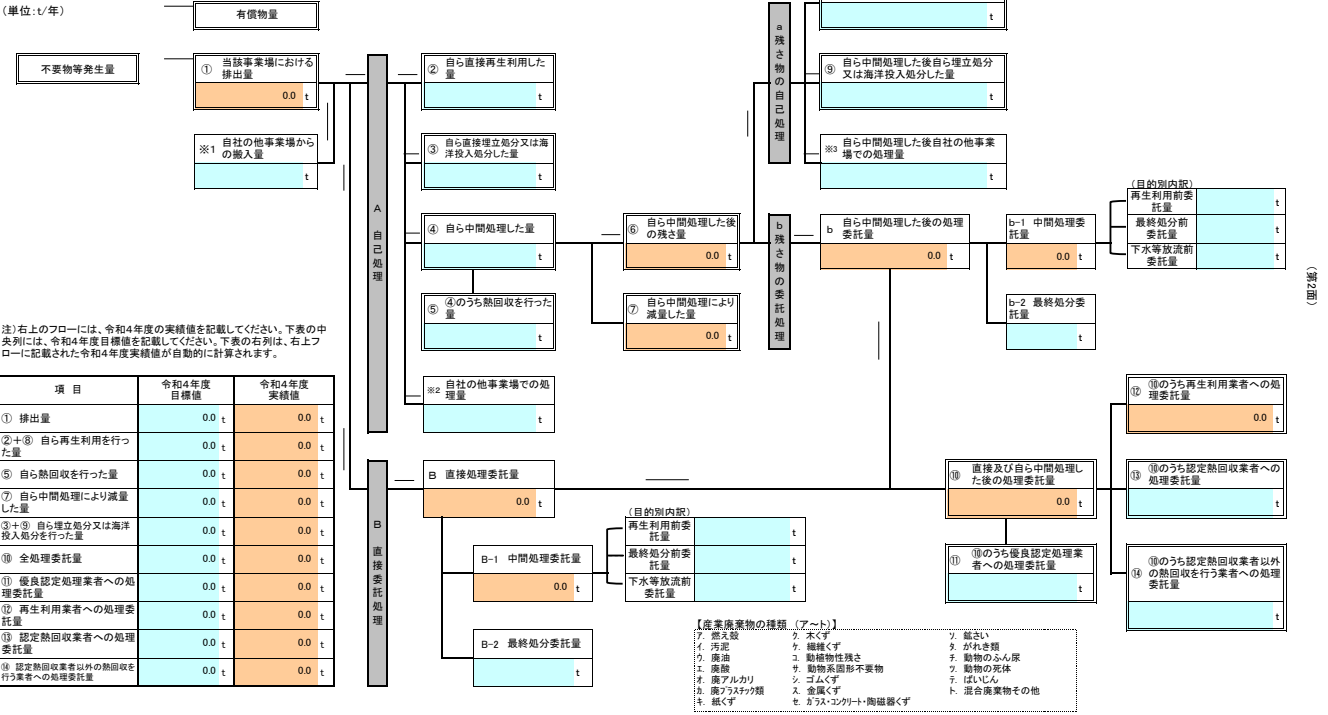 (単位:t/年)
有償物量
不要物等発生量
① 当該事業場における
排出量
0.0 t
※1 自社の他事業場から
の搬入量
t
A
自
己
処
理
② 自ら直接再生利用した
量
t
③ 自ら直接埋立処分又は海
洋投入処分した量
t
④ 自ら中間処理した量
t
⑤ ④のうち熱回収を行った
量
t
※2 自社の他事業場での処
理量
t
⑥ 自ら中間処理した後
の残さ量
0.0 t
⑦ 自ら中間処理により
減量した量
0.0 t
a
残
さ
物
の
自
己
処
理
t
⑨ 自ら中間処理した後自ら埋立処分
又は海洋投入処分した量
t
※3 自ら中間処理した後自社の他事業
場での処理量
t
b
残
さ
物
の
委
託
処
理
b 自ら中間処理した後の処理
委託量
0.0 t
b-1 中間処理委
託量
0.0 t
b-2 最終処分委
託量
t
(目的別内訳)
再生利用前委
託量 t
最終処分前
委託量 t
下水等放流前
委託量 t
(第2面)
注)右上のフローには、令和4年度の実績値を記載してください。下表の中
央列には、令和4年度目標値を記載してください。下表の右列は、右上フ
ローに記載された令和4年度実績値が自動的に計算されます。
項 目 令和4年度
目標値 令和4年度
実績値
① 排出量 0.0 t 0.0 t
②+⑧ 自ら再生利用を行っ
た量 0.0 t 0.0 t
⑤ 自ら熱回収を行った量 0.0 t 0.0 t
⑦ 自ら中間処理により減量
した量 0.0 t 0.0 t
③+⑨ 自ら埋立処分又は海洋
投入処分を行った量 0.0 t 0.0 t
⑩ 全処理委託量 0.0 t 0.0 t
⑪ 優良認定処理業者への処
理委託量 0.0 t 0.0 t
⑫ 再生利用業者への処理委
託量 0.0 t 0.0 t
⑬ 認定熱回収業者への処理
委託量 0.0 t 0.0 t
⑭ 認定熱回収業者以外の熱回収を
行う業者への処理委託量 0.0 t 0.0 t
B
直
接
委
託
処
理
B 直接処理委託量
0.0 t
B-1 中間処理委託量
0.0 t
B-2 最終処分委託量
t
(目的別内訳)
再生利用前委
託量 t
最終処分前委
託量 t
下水等放流前
委託量 t
⑩ 直接及び自ら中間処理し
た後の処理委託量
0.0 t
⑪ ⑩のうち優良認定処理業
者への処理委託量
t
⑫ ⑩のうち再生利用業者への処
理委託量
0.0 t
⑬ ⑩のうち認定熱回収業者への
処理委託量
t
⑭ ⑩のうち認定熱回収業者以外
の熱回収を行う業者への処理
委託量
t
【産業廃棄物の種類 (ア~ト)】
ア. 燃え殻 ク. 木くず ソ. 鉱さい
イ. 汚泥 ケ. 繊維くず タ. がれき類
ウ. 廃油 コ. 動植物性残さ チ. 動物のふん尿
エ. 廃酸 サ. 動物系固形不要物 ツ. 動物の死体
オ. 廃アルカリ シ. ゴムくず テ. ばいじん
カ. 廃プラスチック類 ス. 金属くず ト. 混合廃棄物その他
キ. 紙くず セ. ガラス・コンクリート・陶磁器くず